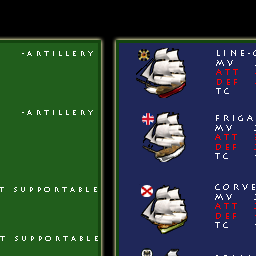 -ARTILLERY
-ARTILLERY
T SUPPORTABLE
T SUPPORTABLE
LINE-
MV
ATT
DEF
TC
FRIGA
MV
ATT
DEF
TC
CORVE
MV
ATT
DEF
TC